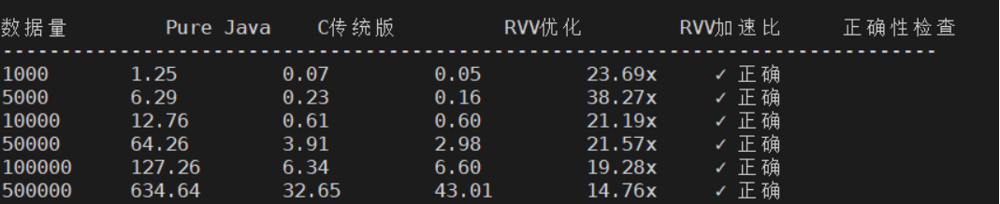 数据量 Pure Java C传统版 RVV优化 RVV加速比 正确性检查
--------------------------------------------------------------------------------
1000 1.25 0.07 0.05 23.69x ✓ 正确
5000 6.29 0.23 0.16 38.27x ✓ 正确
10000 12.76 0.61 0.60 21.19x ✓ 正确
50000 64.26 3.91 2.98 21.57x ✓ 正确
100000 127.26 6.34 6.60 19.28x ✓ 正确
500000 634.64 32.65 43.01 14.76x ✓ 正确